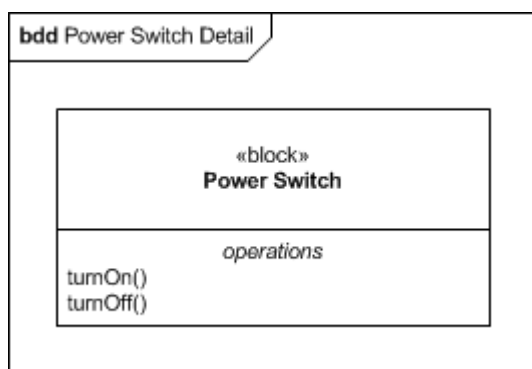 bdd Power Switch Detail
«block»
Power Switch
operations
turnOn()
turnOff()